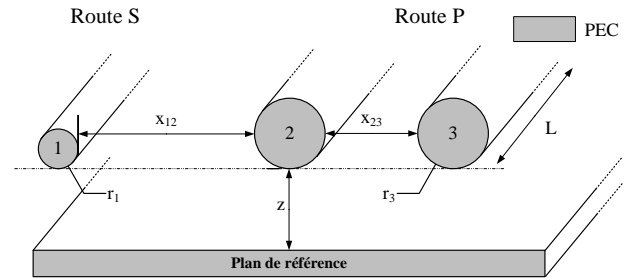 Route S
Route P
PEC
x12
x23
1
2
3
L
r1
z
r3
Plan de référence